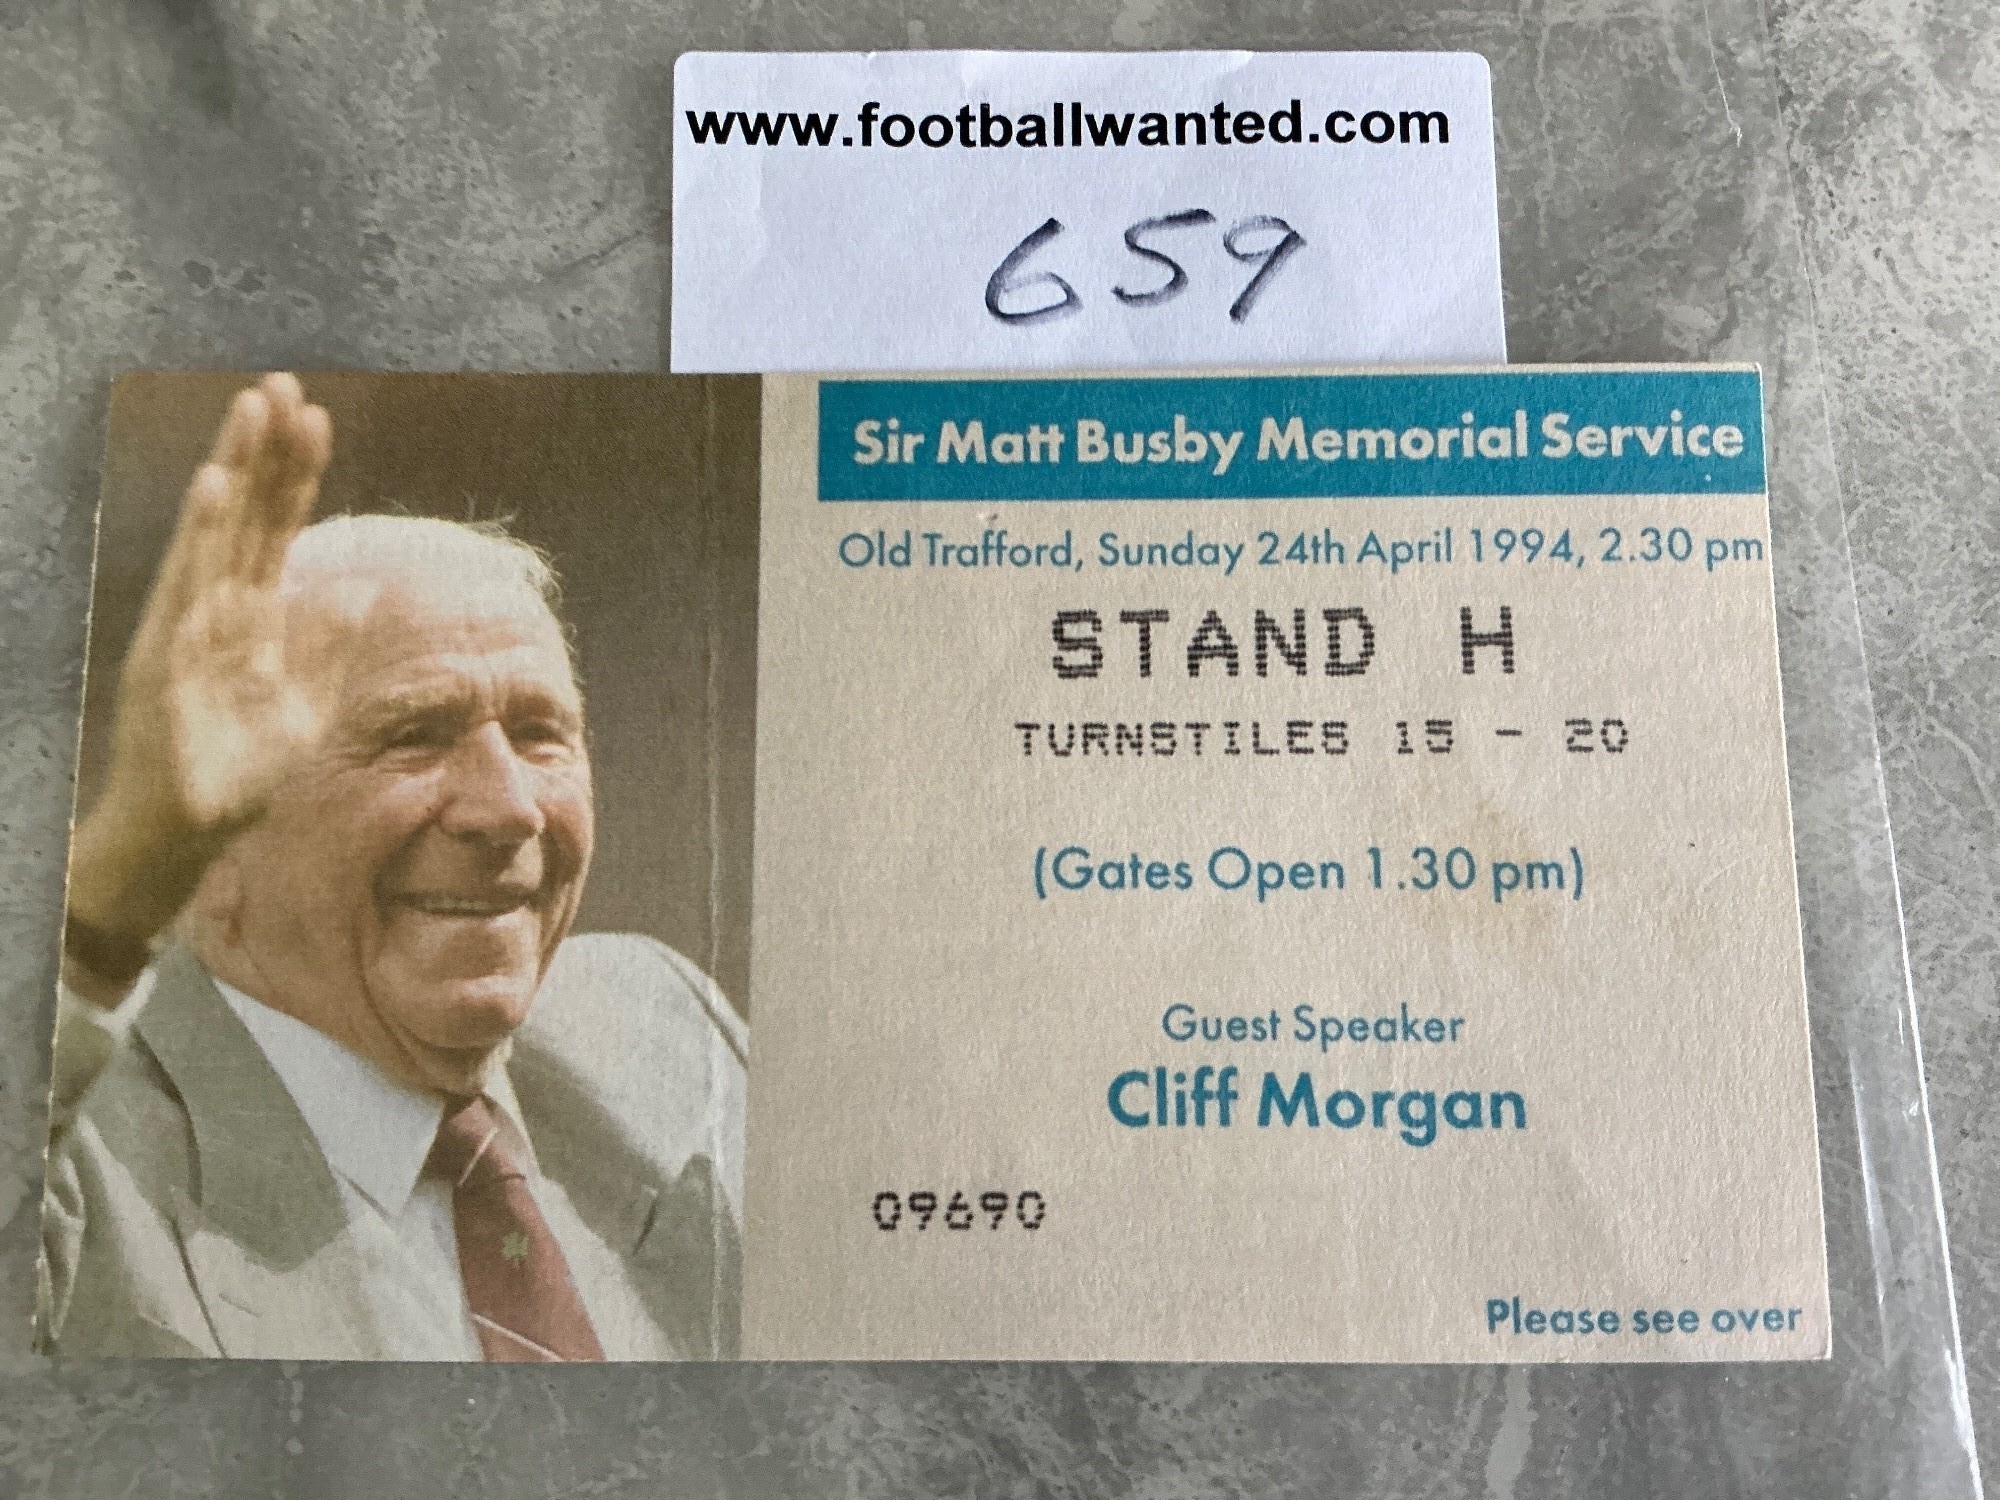 www.footballwanted.com
659
Sir Matt Busby Memorial Service
Old Trafford, Sunday 24th April 1994, 2.30 pm
STAND H
TURNSTILES 15 - 20
(Gates Open 1.30 pm)
Guest Speaker
Cliff Morgan
09690
Please see over